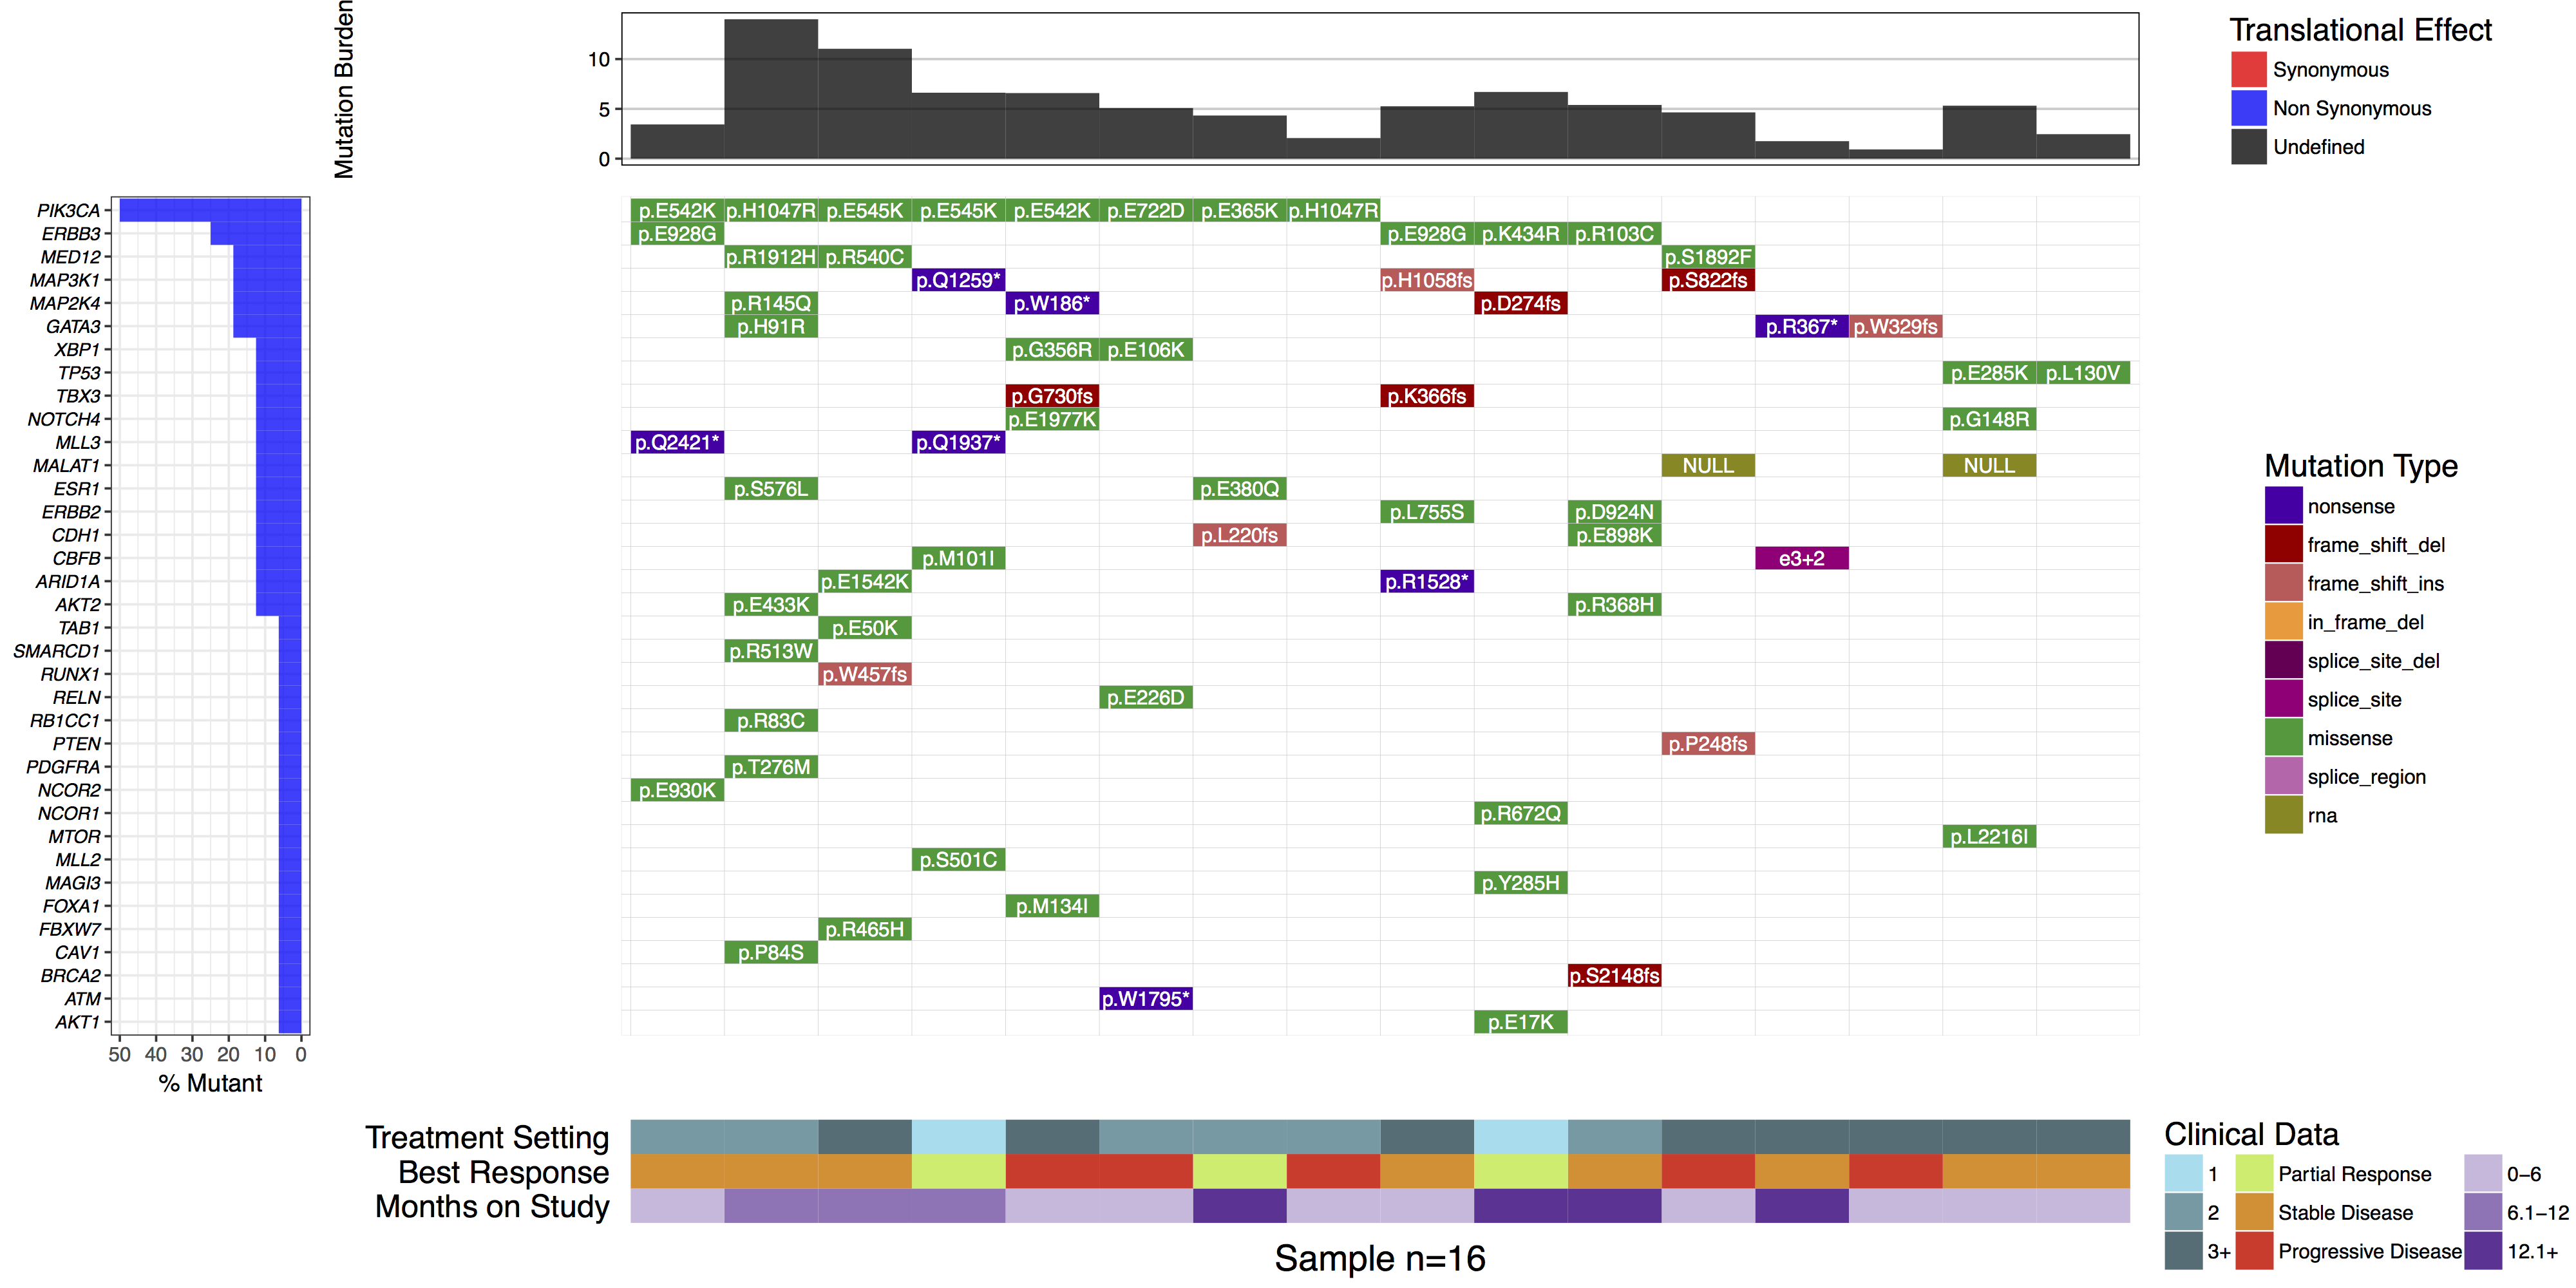 Mutation Burden
10
5
0
Translational Effect
Synonymous
Non Synonymous
Undefined
PIK3CA p.E542K p.H1047R p.E545K p.E545K p.E542K p.E722D p.E365K p.H1047R
ERBB3 p.E928G p.E928G p.K434R p.R103C
MED12 p.R1912H p.R540C p.S1892F
MAP3K1 p.Q1259* p.H1058fs p.S822fs
MAP2K4 p.R145Q p.W186* p.D274fs
GATA3 p.H91R p.R367* p.W329fs
XBP1 p.G356R p.E106K
TP53 p.E285K p.L130V
TBX3 p.G730fs p.K366fs
NOTCH4 p.E1977K p.G148R
MLL3 p.Q2421* p.Q1937*
MALAT1 NULL NULL
ESR1 p.S576L p.E380Q
ERBB2 p.L755S p.D924N
CDH1 p.L220fs p.E898K
CBFB p.M101I e3+2
ARID1A p.E1542K p.R1528*
AKT2 p.E433K p.R368H
TAB1 p.E50K
SMARCD1 p.R513W
RUNX1 p.W457fs
RELN p.E226D
RB1CC1 p.R83C
PTEN p.P248fs
PDGFRA p.T276M
NCOR2 p.E930K
NCOR1 p.R672Q
MTOR p.L2216I
MLL2 p.S501C
MAGI3 p.Y285H
FOXA1 p.M134I
FBXW7 p.R465H
CAV1 p.P84S
BRCA2 p.S2148fs
ATM p.W1795*
AKT1 p.E17K
50 40 30 20 10 0
% Mutant
Mutation Type
nonsense
frame_shift_del
frame_shift_ins
in_frame_del
splice_site_del
splice_site
missense
splice_region
rna
Treatment Setting
Best Response
Months on Study
Sample n=16
Clinical Data
1 Partial Response 0−6
2 Stable Disease 6.1−12
3+ Progressive Disease 12.1+